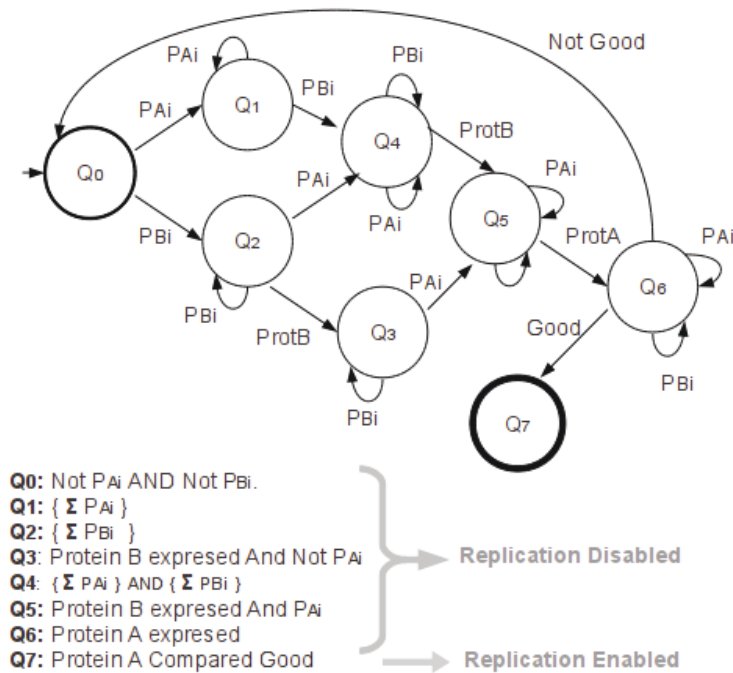 Not Good
PAi
PBi
PBi
Q1
PAi
ProtB
Q4
Q0
PAi
PAi
PAi
Q5
PBi
ProtA
PAi
Q2
PAi
Q6
PBi
Good
ProtB
Q3
PBi
PBi
Q7
Q0: Not PAi AND Not PBi.
Q1: { Σ PAi }
Q2: { Σ PBi }
Q3: Protein B expresed And Not PAi
Q4: { Σ PAi } AND { Σ PBi }
Q5: Protein B expresed And PAi
Q6: Protein A expresed
Q7: Protein A Compared Good
Replication Disabled
Replication Enabled